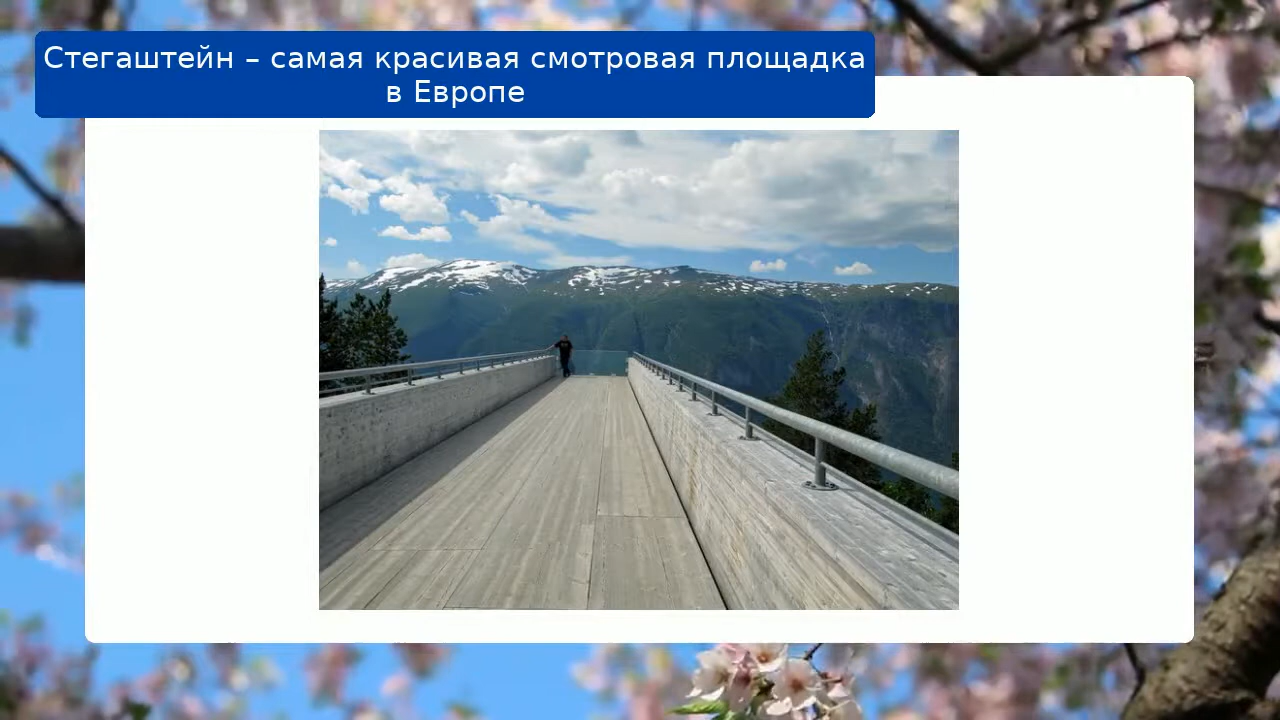 Стегаштейн – самая красивая смотровая площадка
в Европе